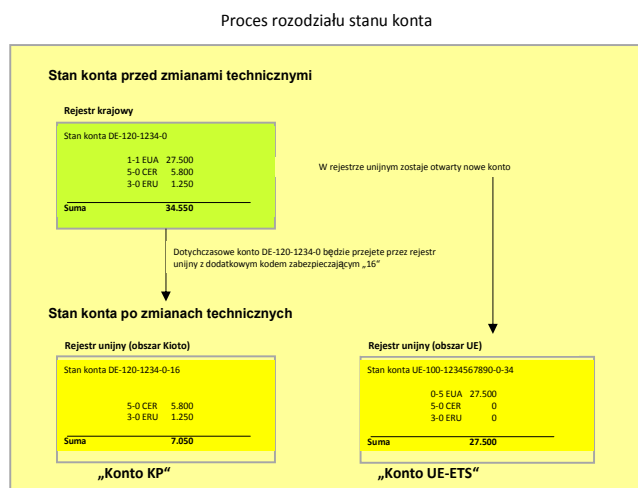 Proces rozodziału stanu konta
Stan konta przed zmianami technicznymi
Rejestr krajowy
Stan konta DE-120-1234-0
1-1 EUA 27.500
5-0 CER 5.800
3-0 ERU 1.250
Suma 34.550
W rejestrze unijnym zostaje otwarty nowe konto
Dotychczasowe konto DE-120-1234-0 będzie przejete przez rejestr
unijny z dodatkowym kodem zabezpieczającym „16“
Stan konta po zmianach technicznych
Rejestr unijny (obszar Kioto)
Stan konta DE-120-1234-0-16
5-0 CER 5.800
3-0 ERU 1.250
Suma 7.050
„Konto KP“
Rejestr unijny (obszar UE)
Stan konta UE-100-1234567890-0-34
0-5 EUA 27.500
5-0 CER 0
3-0 ERU 0
Suma 27.500
„Konto UE-ETS“